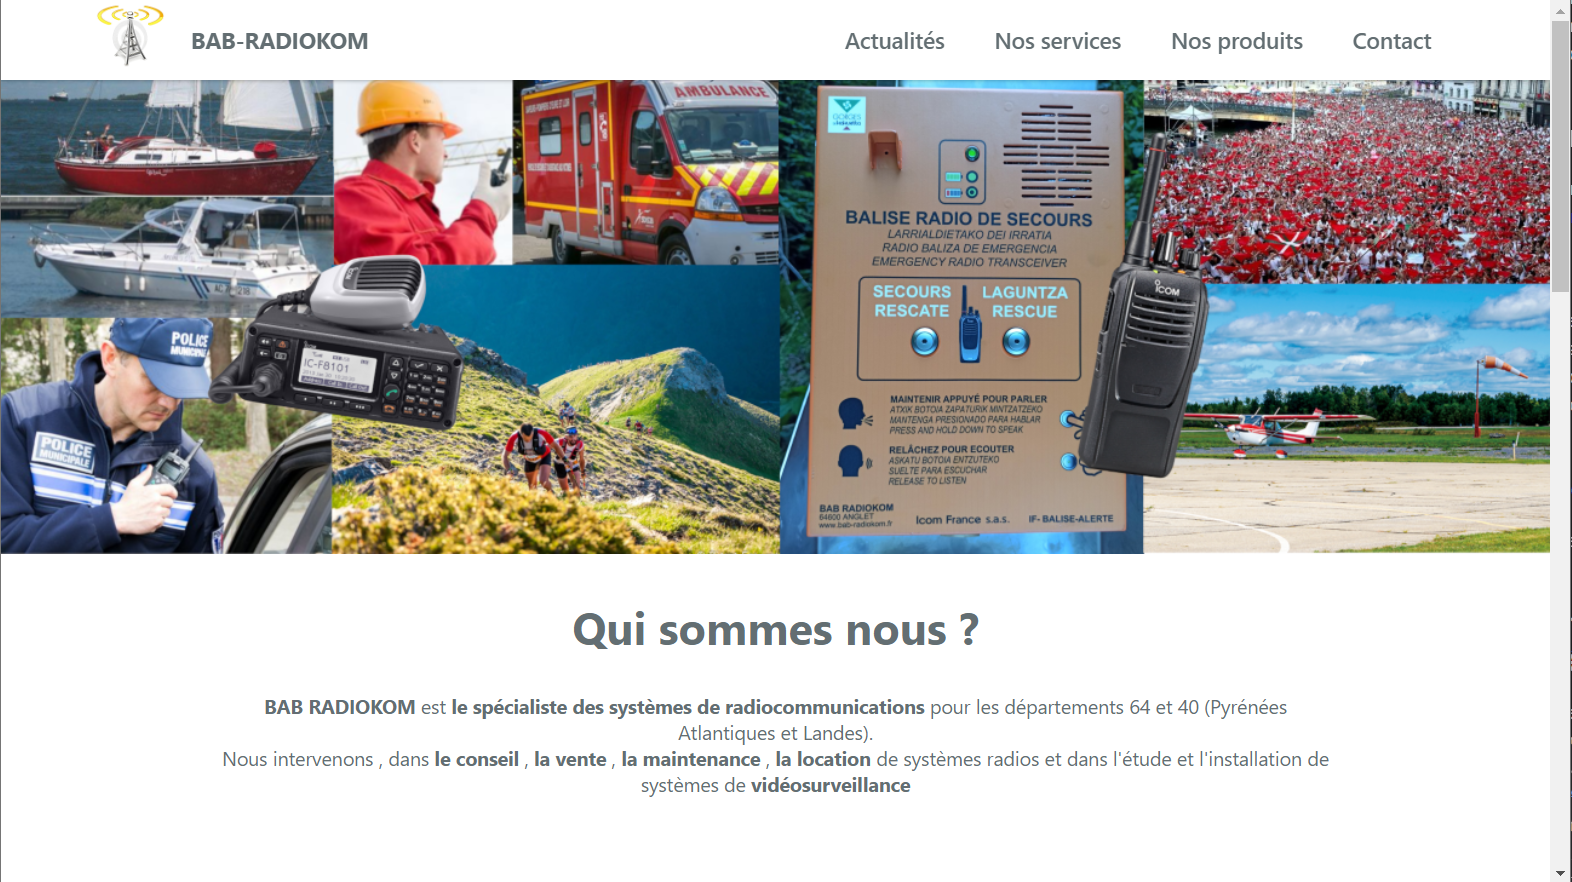 BAB-RADIOKOM
Actualités
Nos services
Nos produits
Contact
AMBULANCE
POLICE
MUNICIPALE
POLICE
MUNICIPALE
IC-F8101
BALISE RADIO DE SECOURS
LARRIALDIETAKO DEI IRRATIA
RADIO BALIZA DE EMERGENCIA
EMERGENCY RADIO TRANSCEIVER
SECOURS
RESCATE
LAGUNTZA
RESCUE
MAINTENIR APPUYÉ POUR PARLER
ATXIK BOTOIA ZAPATURIK MINTZATZEKO
MANTENGA PRESIONADO PARA HABLAR
PRESS AND HOLD DOWN TO SPEAK
RELÂCHEZ POUR ECOUTER
ASKATU BOTOIA ENTZUTEKO
SUELTE PARA ESCUCHAR
RELEASE TO LISTEN
BAB RADIOKOM
64600 ANGLET
www.bab-radiokom.fr
Icom France s.a.s.
IF- BALISE-ALERTE
ICOM
Qui sommes nous ?
BAB RADIOKOM est le spécialiste des systèmes de radiocommunications pour les départements 64 et 40 (Pyrénées
Atlantiques et Landes).
Nous intervenons , dans le conseil , la vente , la maintenance , la location de systèmes radios et dans l'étude et l'installation de
systèmes de vidéosurveillance